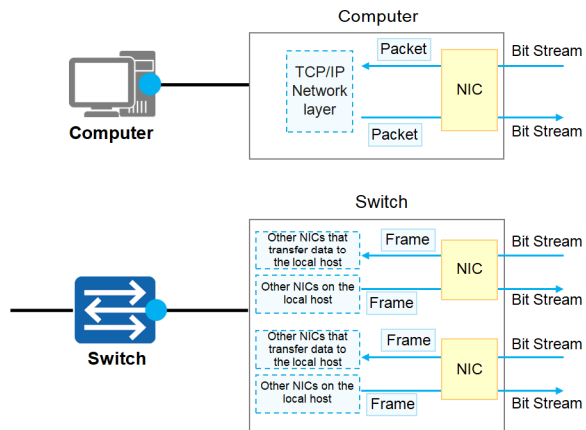 Computer
Packet
Bit Stream
TCP/IP
Network
layer
NIC
Computer
Packet
Bit Stream
Switch
Other NICs that
transfer data to
the local host
Frame
Bit Stream
NIC
Other NICs on the
local host
Frame
Bit Stream
Other NICs that
transfer data to
the local host
Frame
Bit Stream
Switch
NIC
Other NICs on the
local host
Frame
Bit Stream